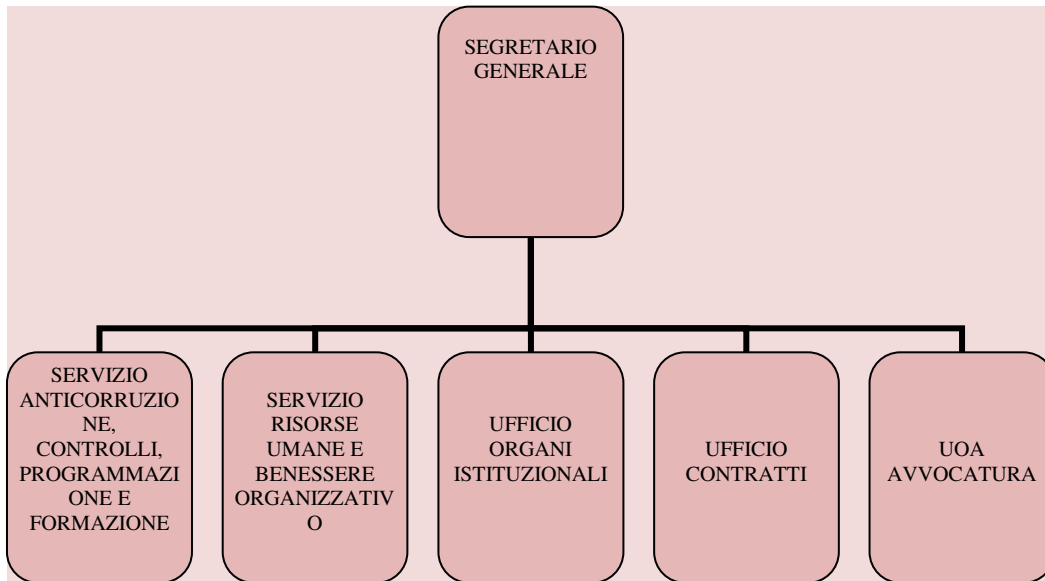 SEGRETARIO
GENERALE
SERVIZIO
ANTICORRUZIO
NE,
CONTROLLI,
PROGRAMMAZI
ONE E
FORMAZIONE
SERVIZIO
RISORSE
UMANE E
BENESSERE
ORGANIZZATIV
O
UFFICIO
ORGANI
ISTITUZIONALI
UFFICIO
CONTRATTI
UOA
AVVOCATURA